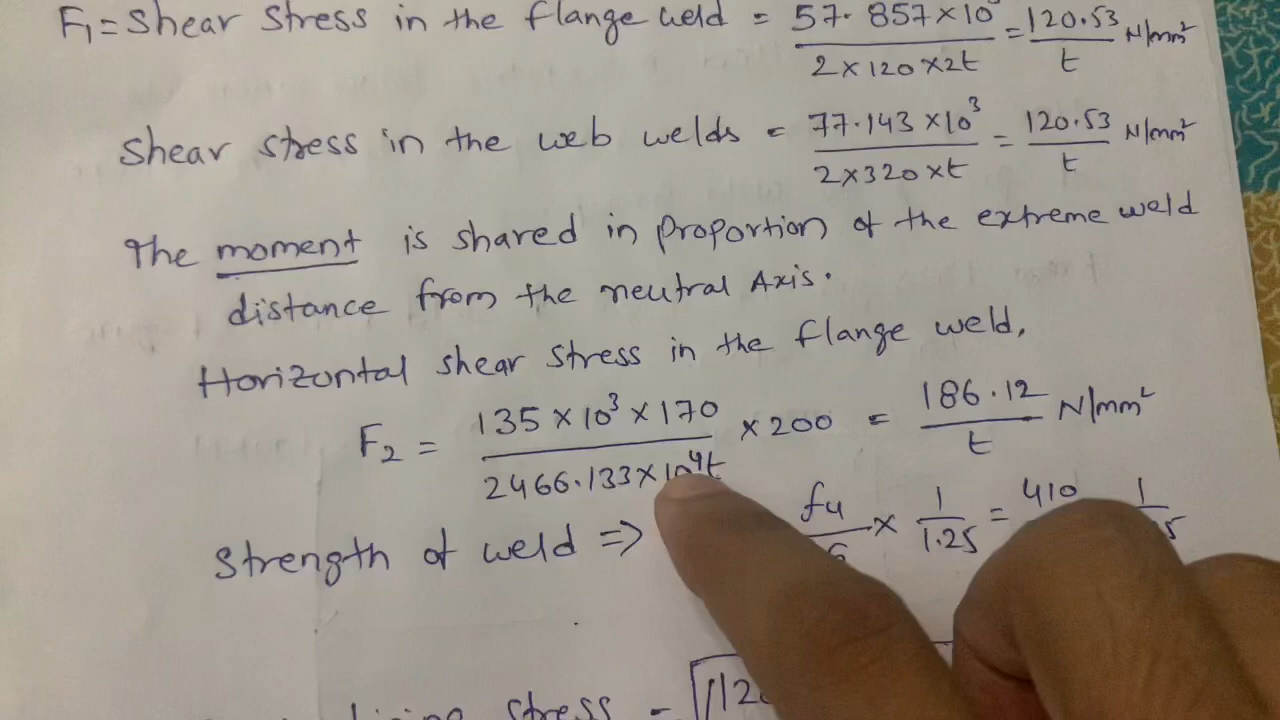 F₁ = Shear Stress in the flange weld = 57.857×10 / 2×120×2t = 120.53 / t N/mm²
Shear stress in the web welds = 77.143×10³ / 2×320×t = 120.53 / t N/mm²
The moment is shared in proportion of the extreme weld
distance from the neutral Axis.
Horizontal shear stress in the flange weld,
F₂ = 135×10³×170 / 2466.133×10⁴t ×200 = 186.12 / t N/mm²
Strength of weld ⇒ fu / × 1 / 1.25 = 410 1
stress =